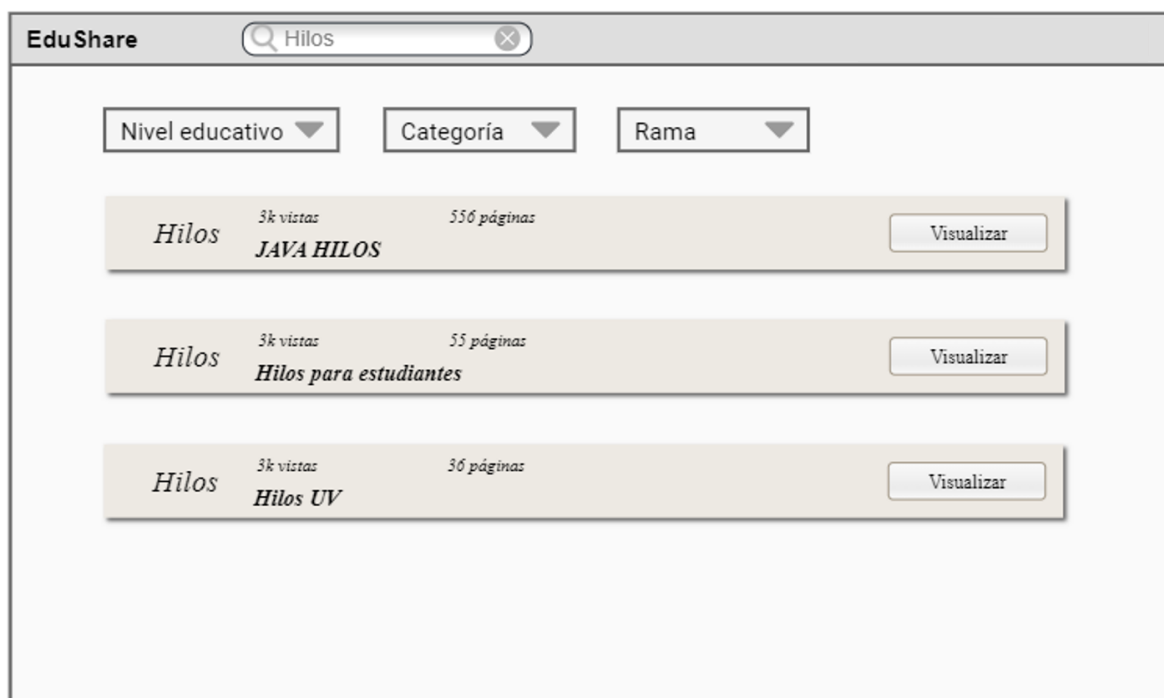 EduShare Hilos
Nivel educativo Categoría Rama
Hilos 3k vistas 556 páginas Visualizar
JAVA HILOS
Hilos 3k vistas 55 páginas Visualizar
Hilos para estudiantes
Hilos 3k vistas 36 páginas Visualizar
Hilos UV